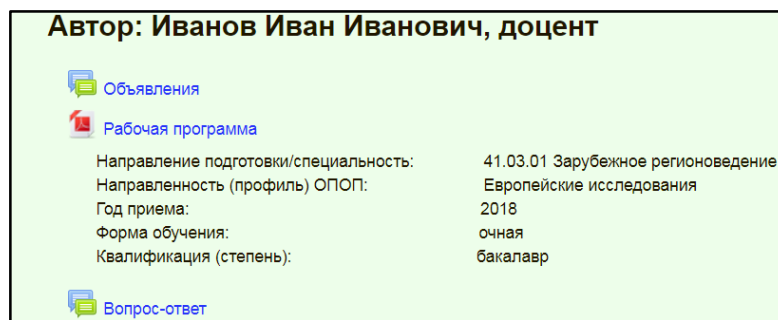 Автор: Иванов Иван Иванович, доцент
Объявления
Рабочая программа
Направление подготовки/специальность: 41.03.01 Зарубежное регионоведение
Направленность (профиль) ОПОП: Европейские исследования
Год приема: 2018
Форма обучения: очная
Квалификация (степень): бакалавр
Вопрос-ответ